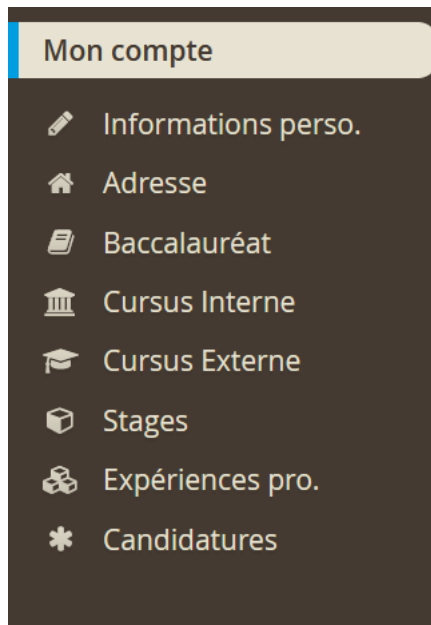 Mon compte
Informations perso.
Adresse
Baccalauréat
Cursus Interne
Cursus Externe
Stages
Expériences pro.
Candidatures